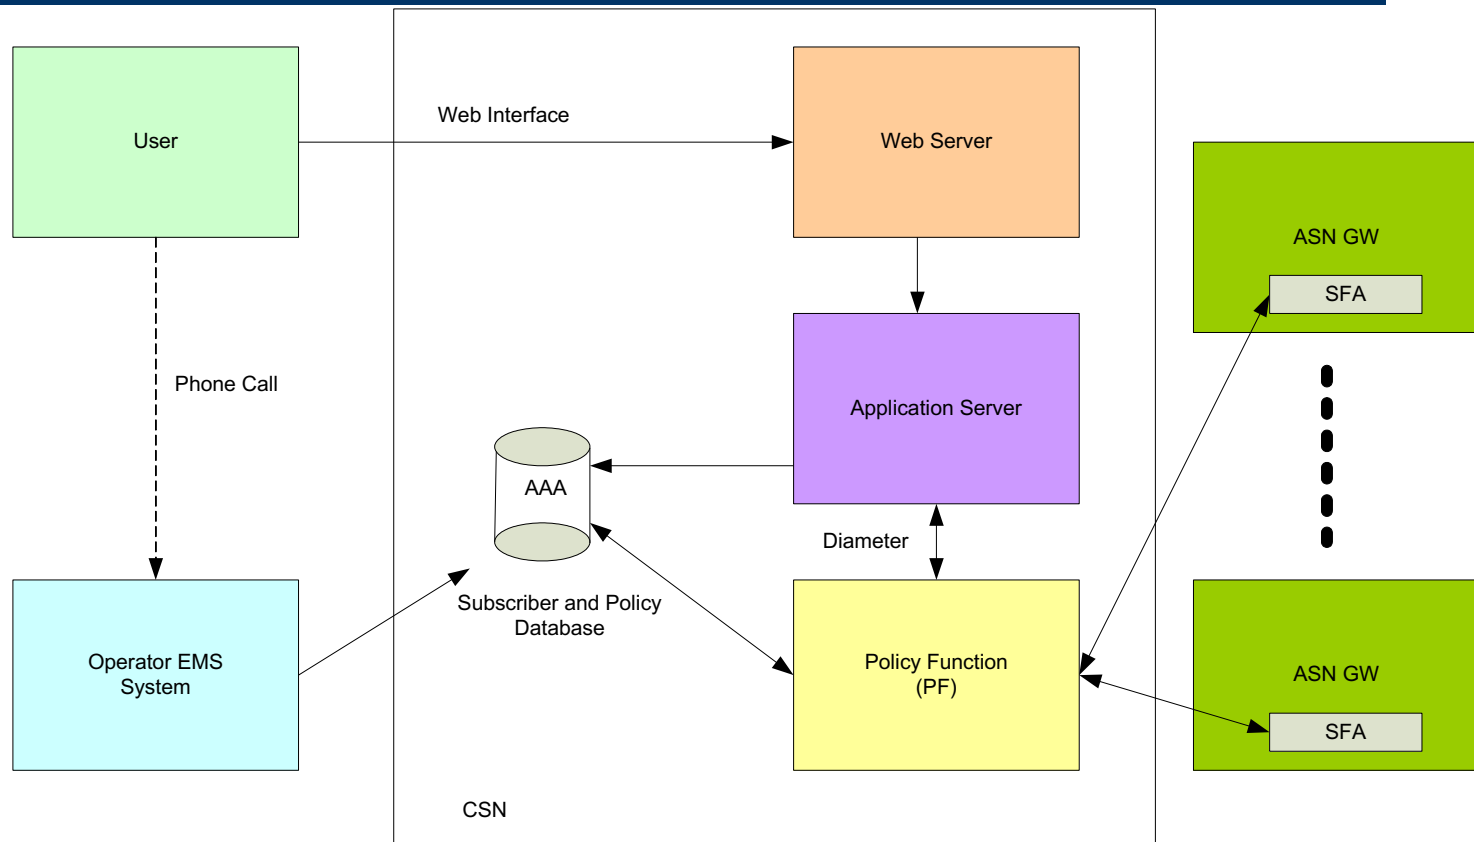 Web Interface
User
Web Server
ASN GW
SFA
Phone Call
Application Server
AAA
Diameter
Subscriber and Policy
Database
Operator EMS
System
Policy Function
(PF)
ASN GW
SFA
CSN